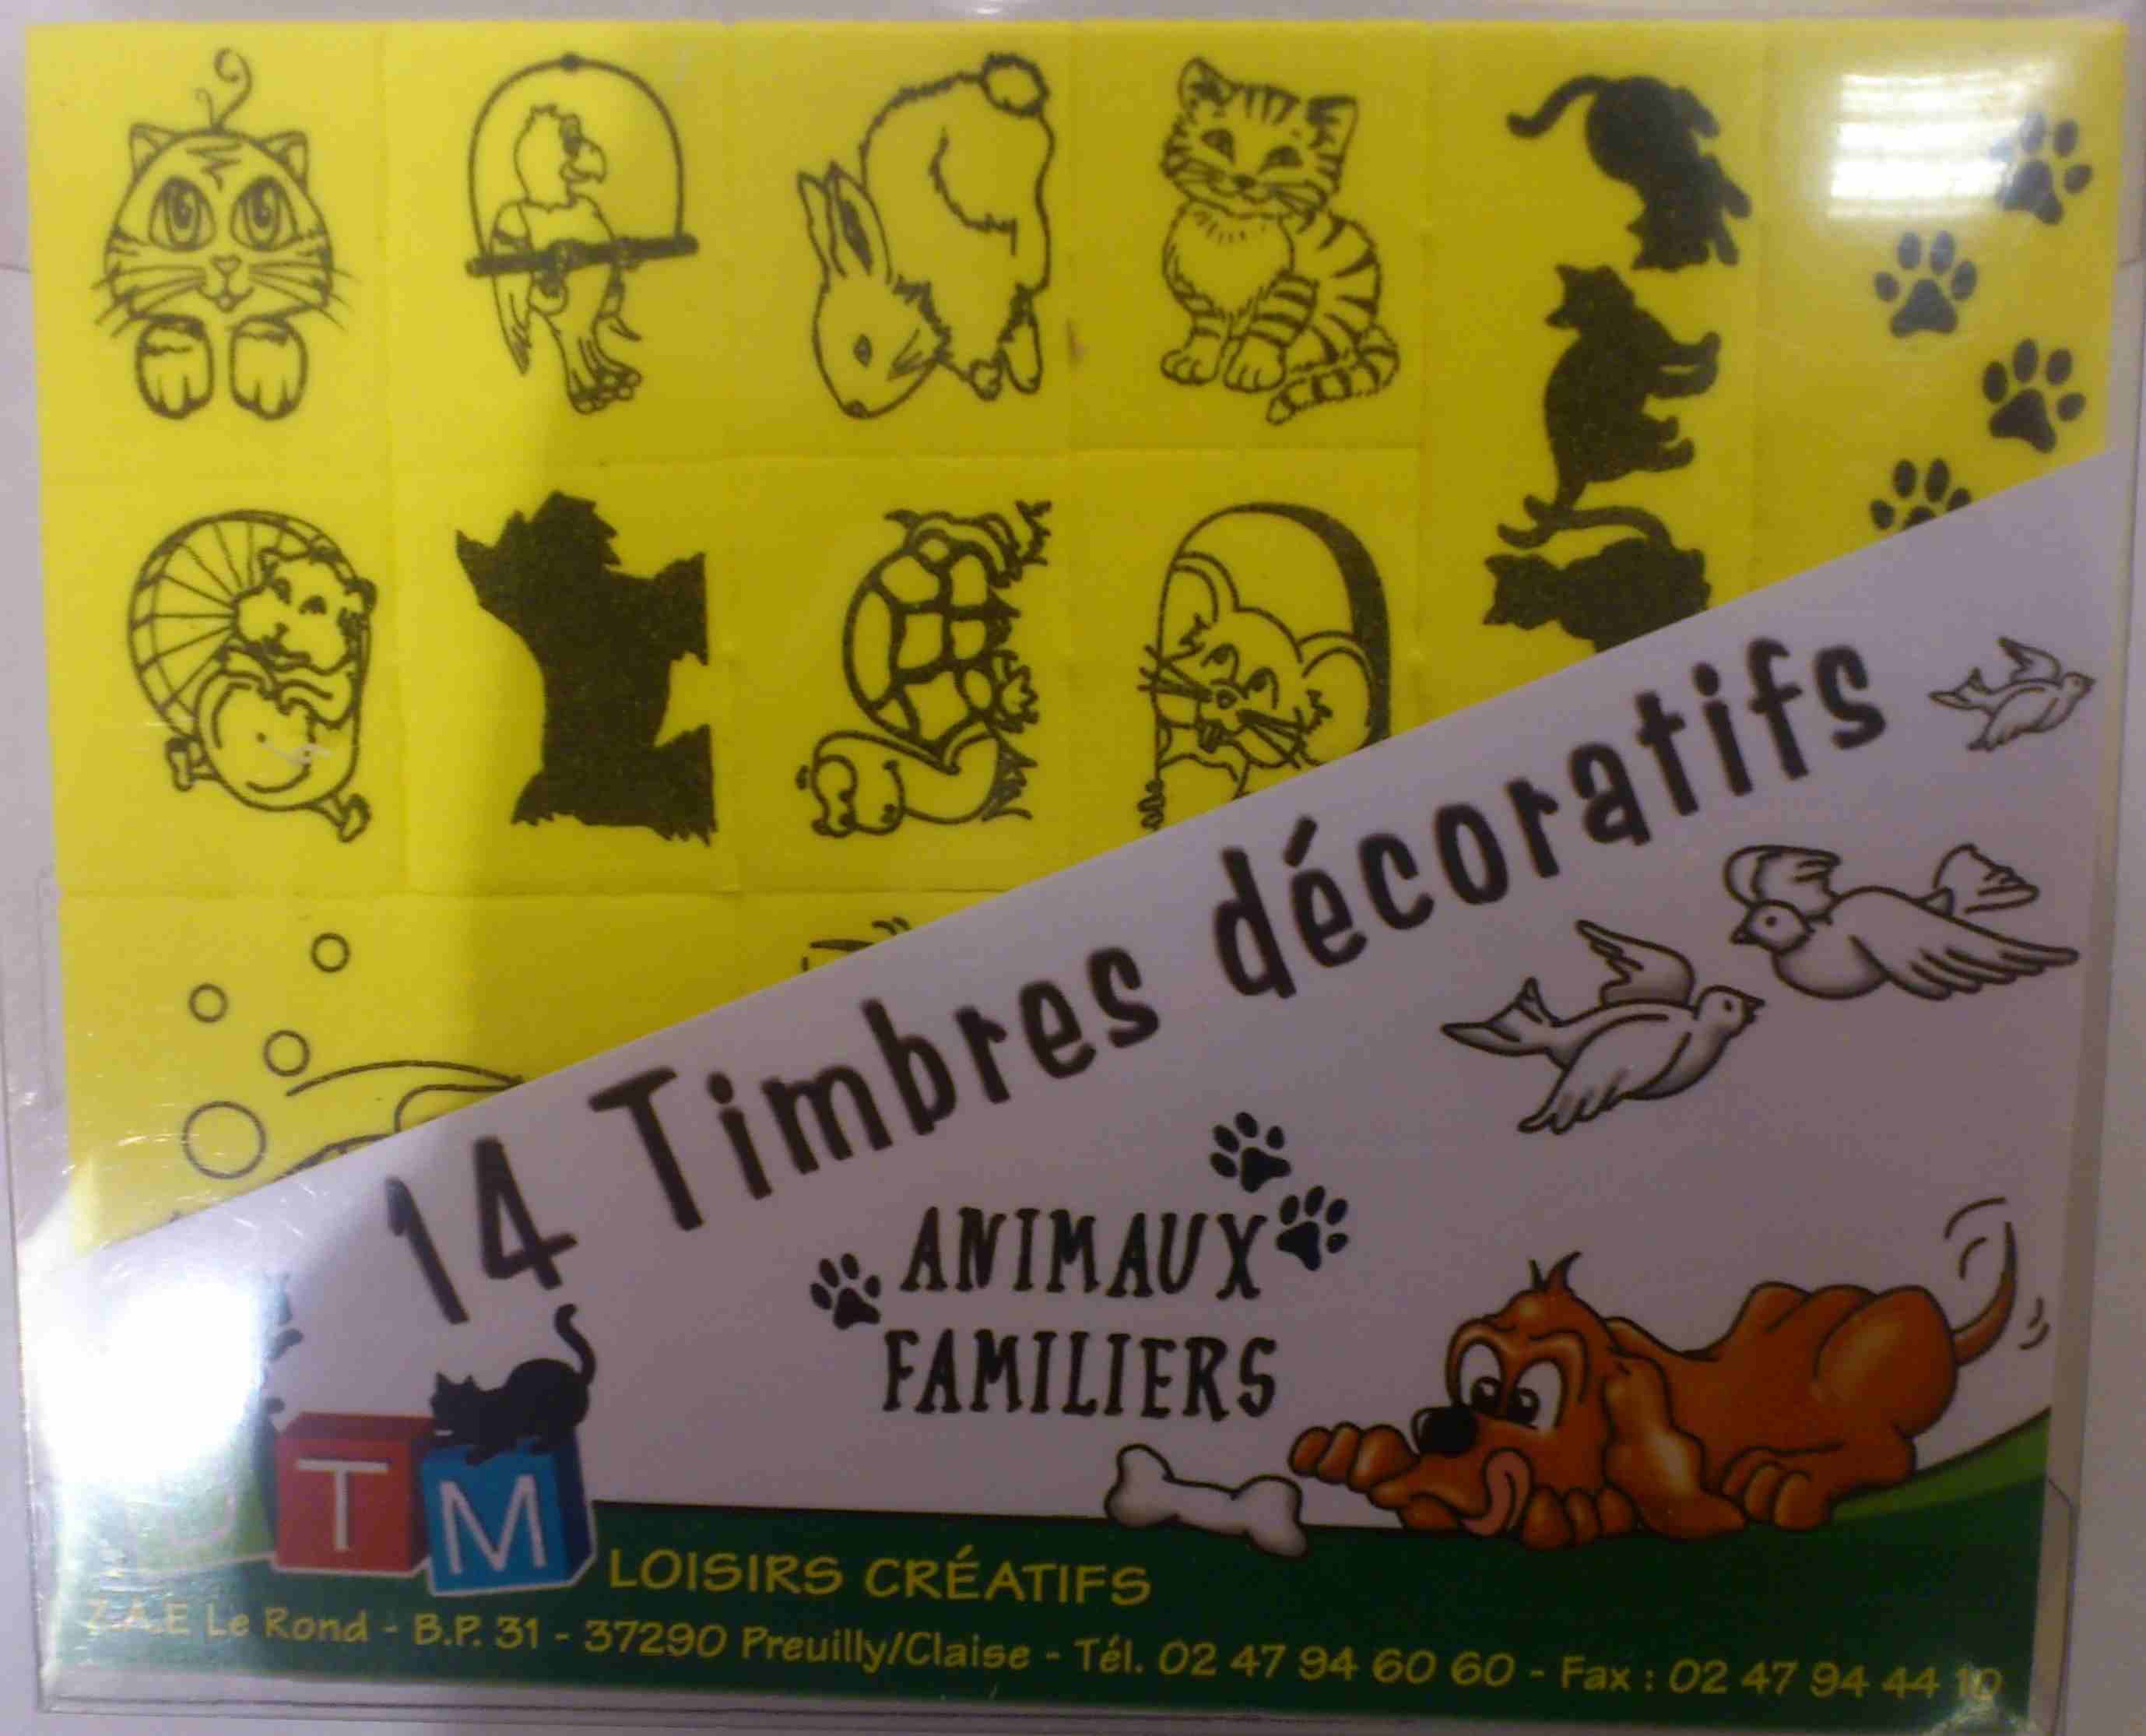 14 Timbres décoratifs
ANIMAUX
FAMILIERS
TM
LOISIRS CRÉATIFS
Z.A.E Le Rond - B.P. 31 - 37290 Preuilly/Claise - Tél. 02 47 94 60 60 - Fax : 02 47 94 44 10